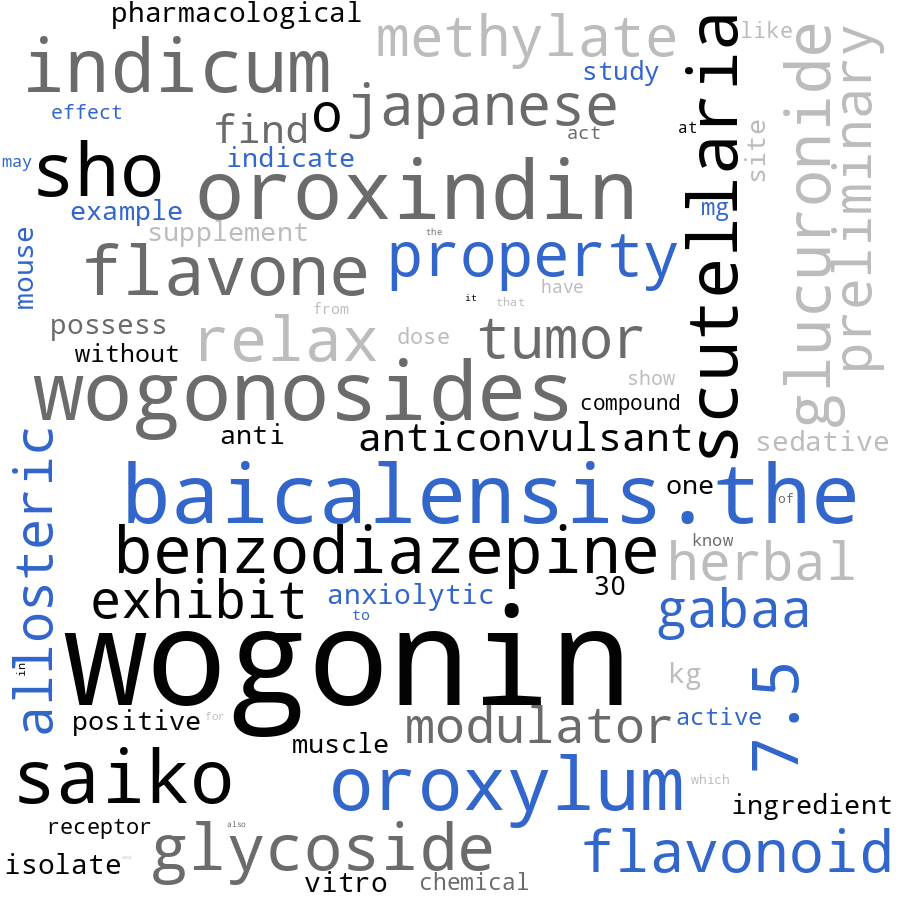 pharmacological
methylate
like
indicum
study
scutellaria
glucuronide
preliminary
effect
japanese
o
find
act
at
site
may
sho
indicate
oroxindin
example
mg
supplement
the
mouse
property
flavone
have
it
that
from
possess
relax
dose
tumor
without
wogonosides
show
compound
anti
anticonvulsant
sedative
allosteric
baicalensis.the
one
of
benzodiazepine
know
herbal
exhibit
anxiolytic
30
to
gabaa
wogonin
in
kg
7.5
positive
for
modulator
active
muscle
saiko
oroxylum
which
ingredient
receptor
also
glycoside
flavonoid
isolate
and
vitro
chemical